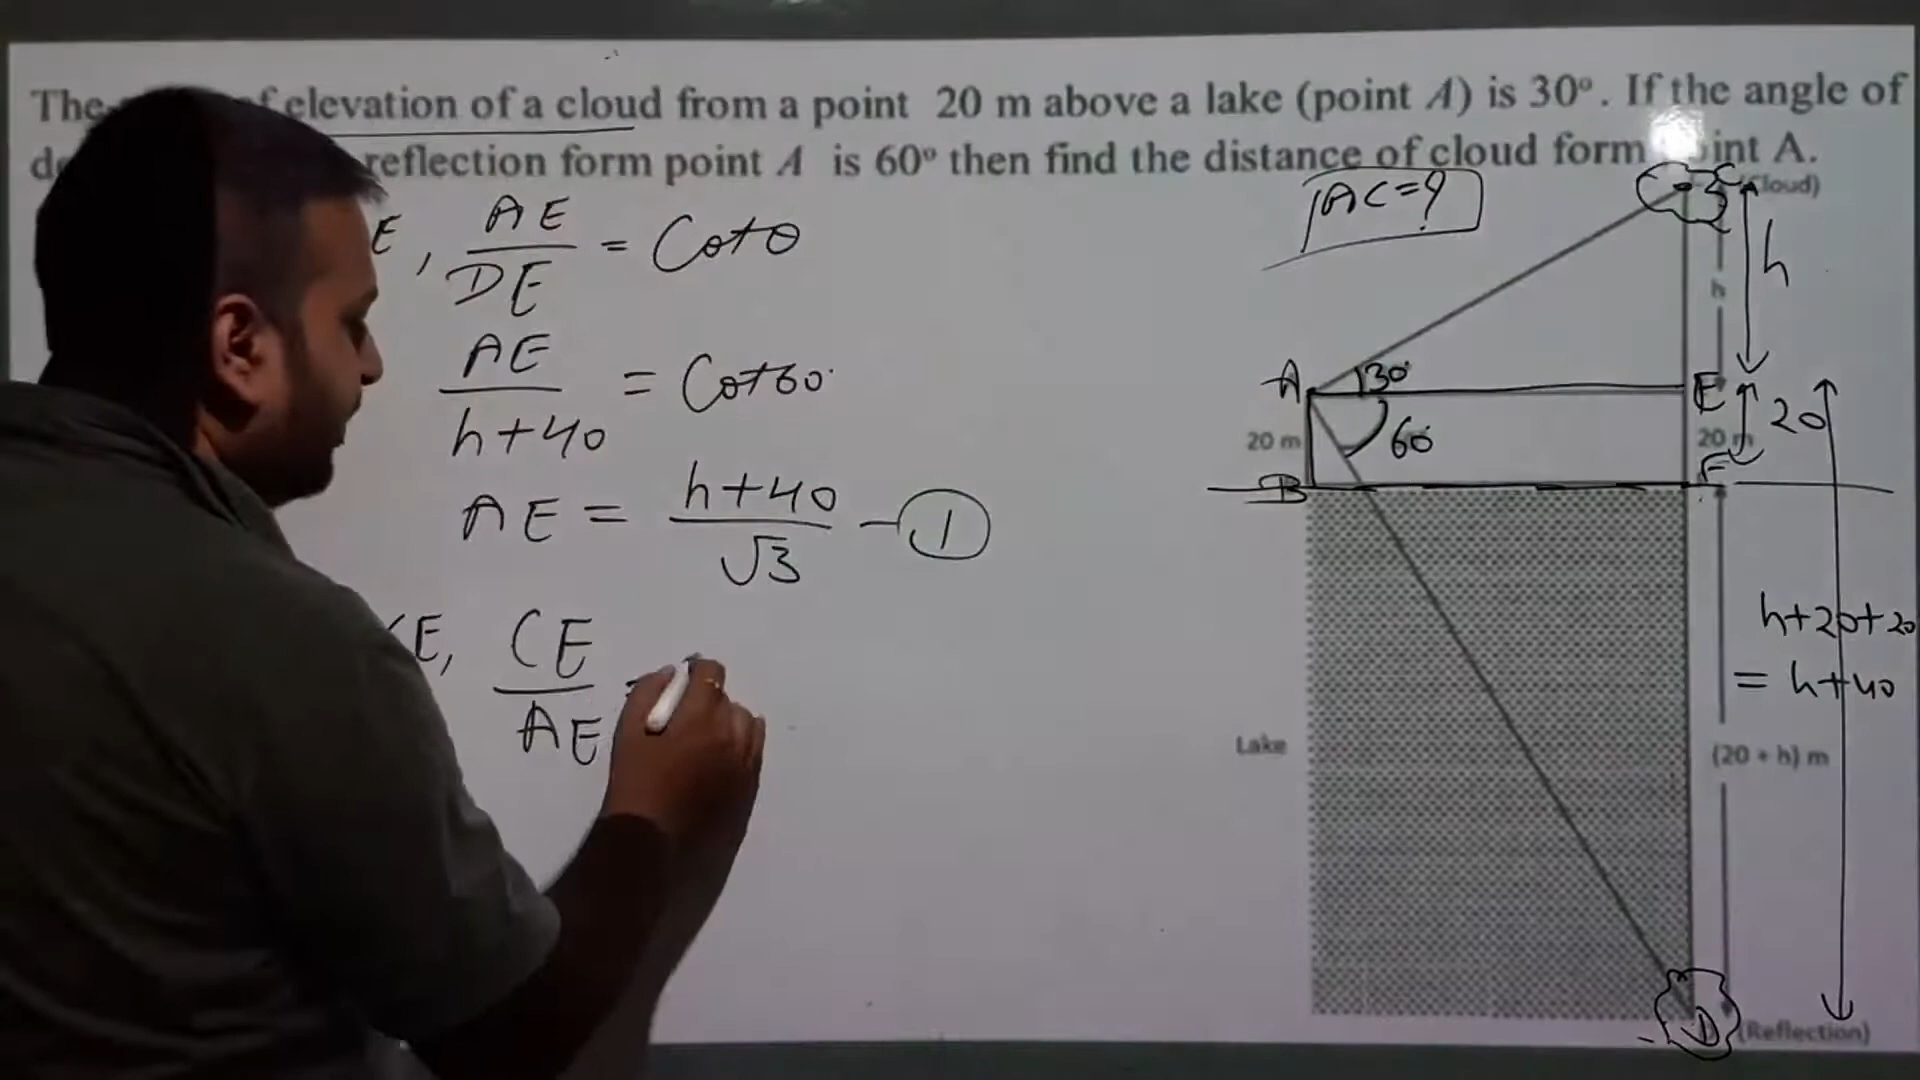 The of elevation of a cloud from a point 20 m above a lake (point A) is 30°. If the angle of
reflection form point A is 60° then find the distance of cloud form int A.
E, AE/DE = Cotθ
AE/h+40 = Cot60°
AE = h+40/√3 - 1
E, CE/AE
AC=?
C
(Cloud)
h
h
A
30°
E
60°
20 m
20 m
20
B
F
h+20+20
= h+40
Lake
(20 + h) m
D
(Reflection)